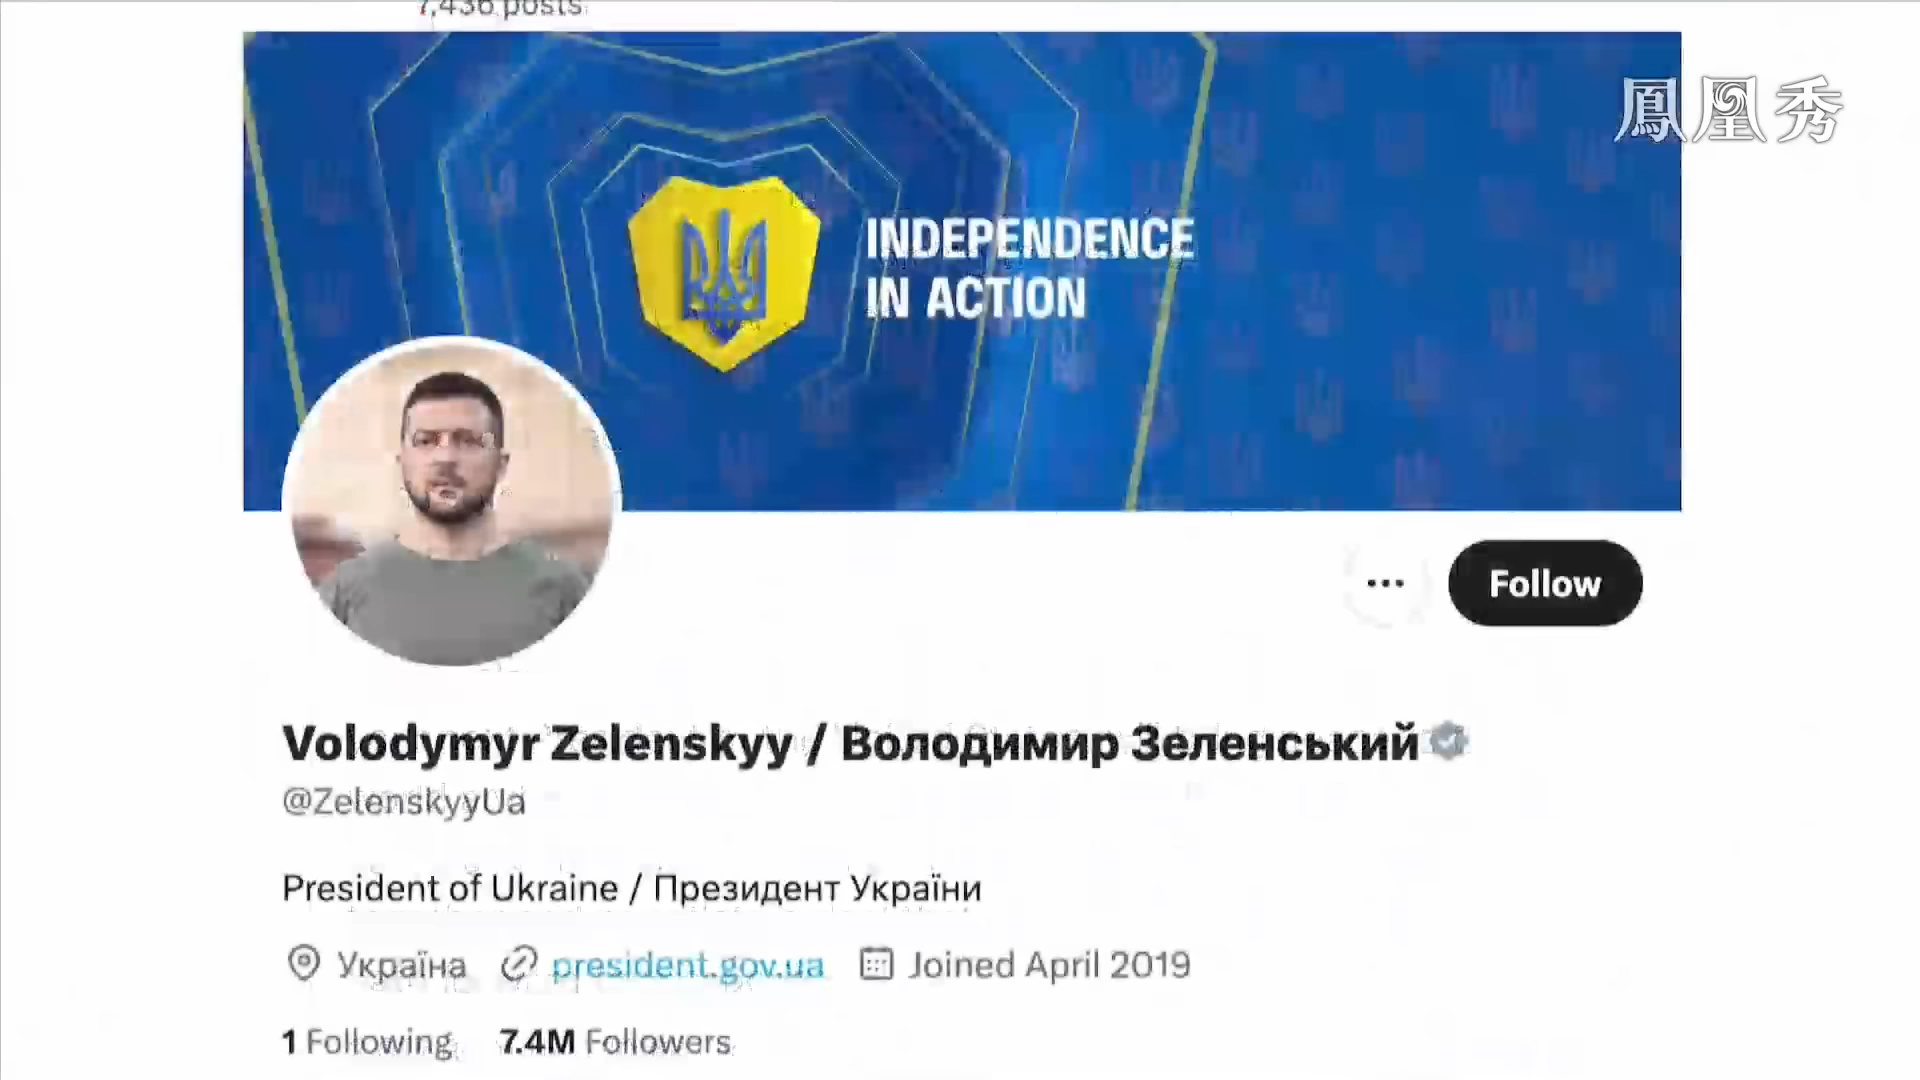 7,436 posts
鳳凰秀
INDEPENDENCE
IN ACTION
... Follow
Volodymyr Zelenskyy / Володимир Зеленський
@ZelenskyyUa
President of Ukraine / Президент України
Україна president.gov.ua Joined April 2019
1 Following 7.4M Followers